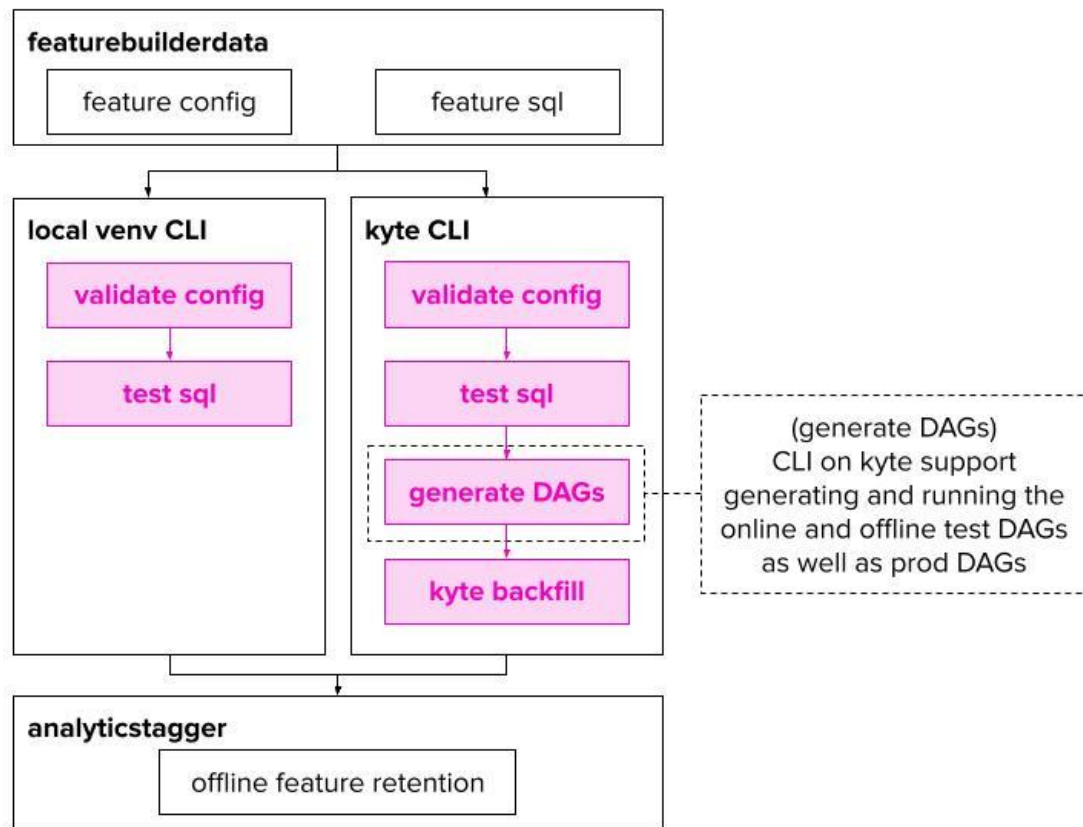 featurebuilderdata
feature config
feature sql
local venv CLI
validate config
test sql
kyte CLI
validate config
test sql
generate DAGs
kyte backfill
(generate DAGs)
CLI on kyte support
generating and running the
online and offline test DAGs
as well as prod DAGs
analyticstagger
offline feature retention